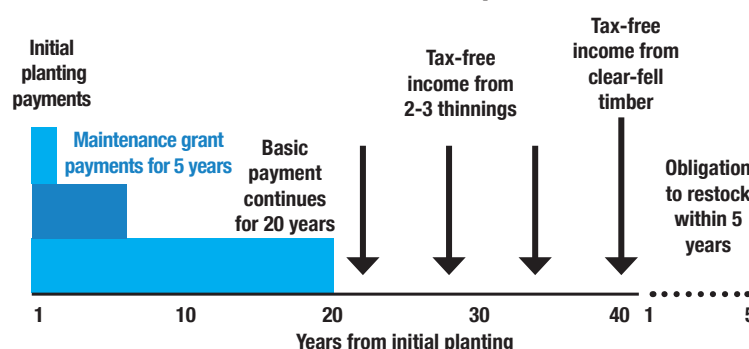 Initial
planting
payments
Maintenance grant
payments for 5 years
Basic
payment
continues
for 20 years
Tax-free
income from
2-3 thinnings
Tax-free
income from
clear-fell
timber
Obligation
to restock
within 5
years
1 10 20 30 40 1 5
Years from initial planting